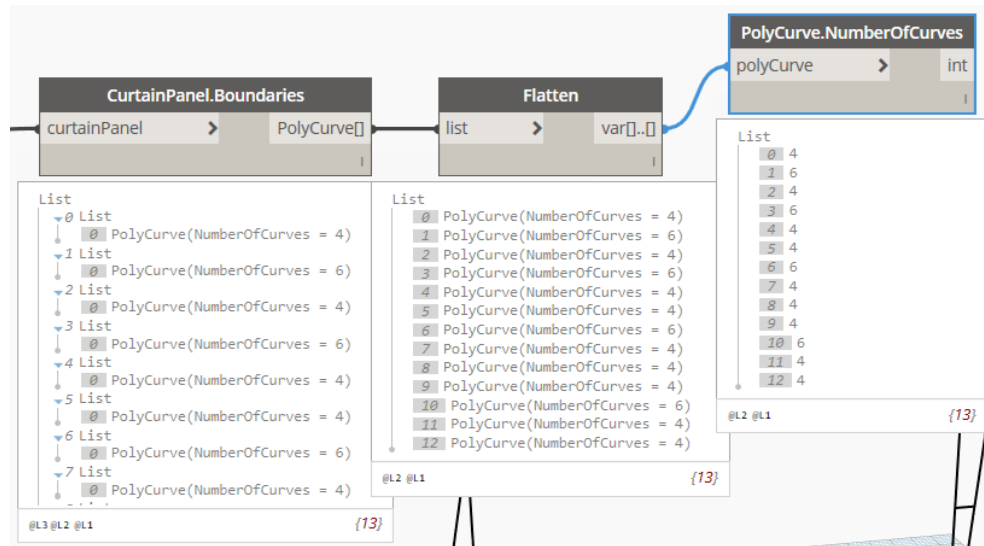 PolyCurve.NumberOfCurves
polyCurve > int
CurtainPanel.Boundaries
curtainPanel > PolyCurve[]
Flatten
list > var[]..[]
List
0 List
0 PolyCurve(NumberOfCurves = 4)
1 List
0 PolyCurve(NumberOfCurves = 6)
2 List
0 PolyCurve(NumberOfCurves = 4)
3 List
0 PolyCurve(NumberOfCurves = 6)
4 List
0 PolyCurve(NumberOfCurves = 4)
5 List
0 PolyCurve(NumberOfCurves = 4)
6 List
0 PolyCurve(NumberOfCurves = 6)
7 List
0 PolyCurve(NumberOfCurves = 4)
@L3 @L2 @L1 {13}
List
0 PolyCurve(NumberOfCurves = 4)
1 PolyCurve(NumberOfCurves = 6)
2 PolyCurve(NumberOfCurves = 4)
3 PolyCurve(NumberOfCurves = 6)
4 PolyCurve(NumberOfCurves = 4)
5 PolyCurve(NumberOfCurves = 4)
6 PolyCurve(NumberOfCurves = 6)
7 PolyCurve(NumberOfCurves = 4)
8 PolyCurve(NumberOfCurves = 4)
9 PolyCurve(NumberOfCurves = 4)
10 PolyCurve(NumberOfCurves = 6)
11 PolyCurve(NumberOfCurves = 4)
12 PolyCurve(NumberOfCurves = 4)
@L2 @L1 {13}
List
0 4
1 6
2 4
3 6
4 4
5 4
6 6
7 4
8 4
9 4
10 6
11 4
12 4
@L2 @L1 {13}